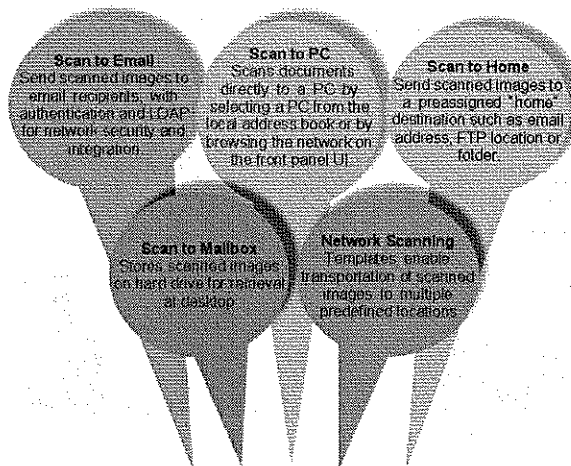 Scan to Email
Send scanned images to
email recipients, with
authentication and LDAP
for network security and
integration.
Scan to PC
Scans documents
directly to a PC by
selecting a PC from the
local address book or by
browsing the network on
the front panel UI
Scan to Home
Send scanned images to
a preassigned "home"
destination such as email
address, FTP location or
folder.
Scan to Mailbox
Stores scanned images
on hard drive for retrieval
at desktop
Network Scanning
Templates enable
transportation of scanned
images to multiple
predefined locations